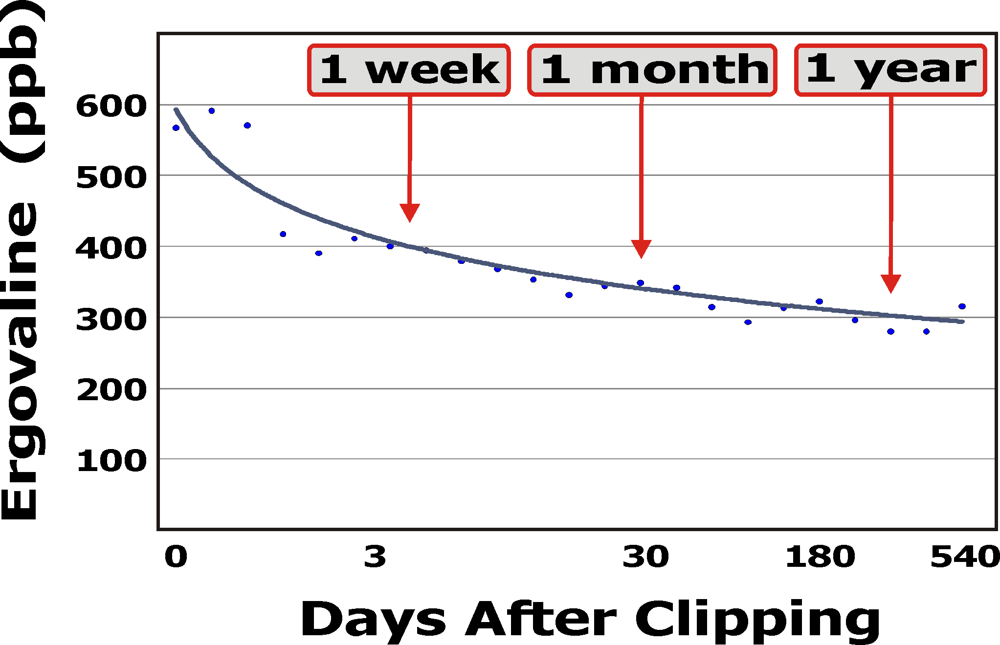 Ergovaline (ppb)
1 week
1 month
1 year
600
500
400
300
200
100
0 3 30 180 540
Days After Clipping